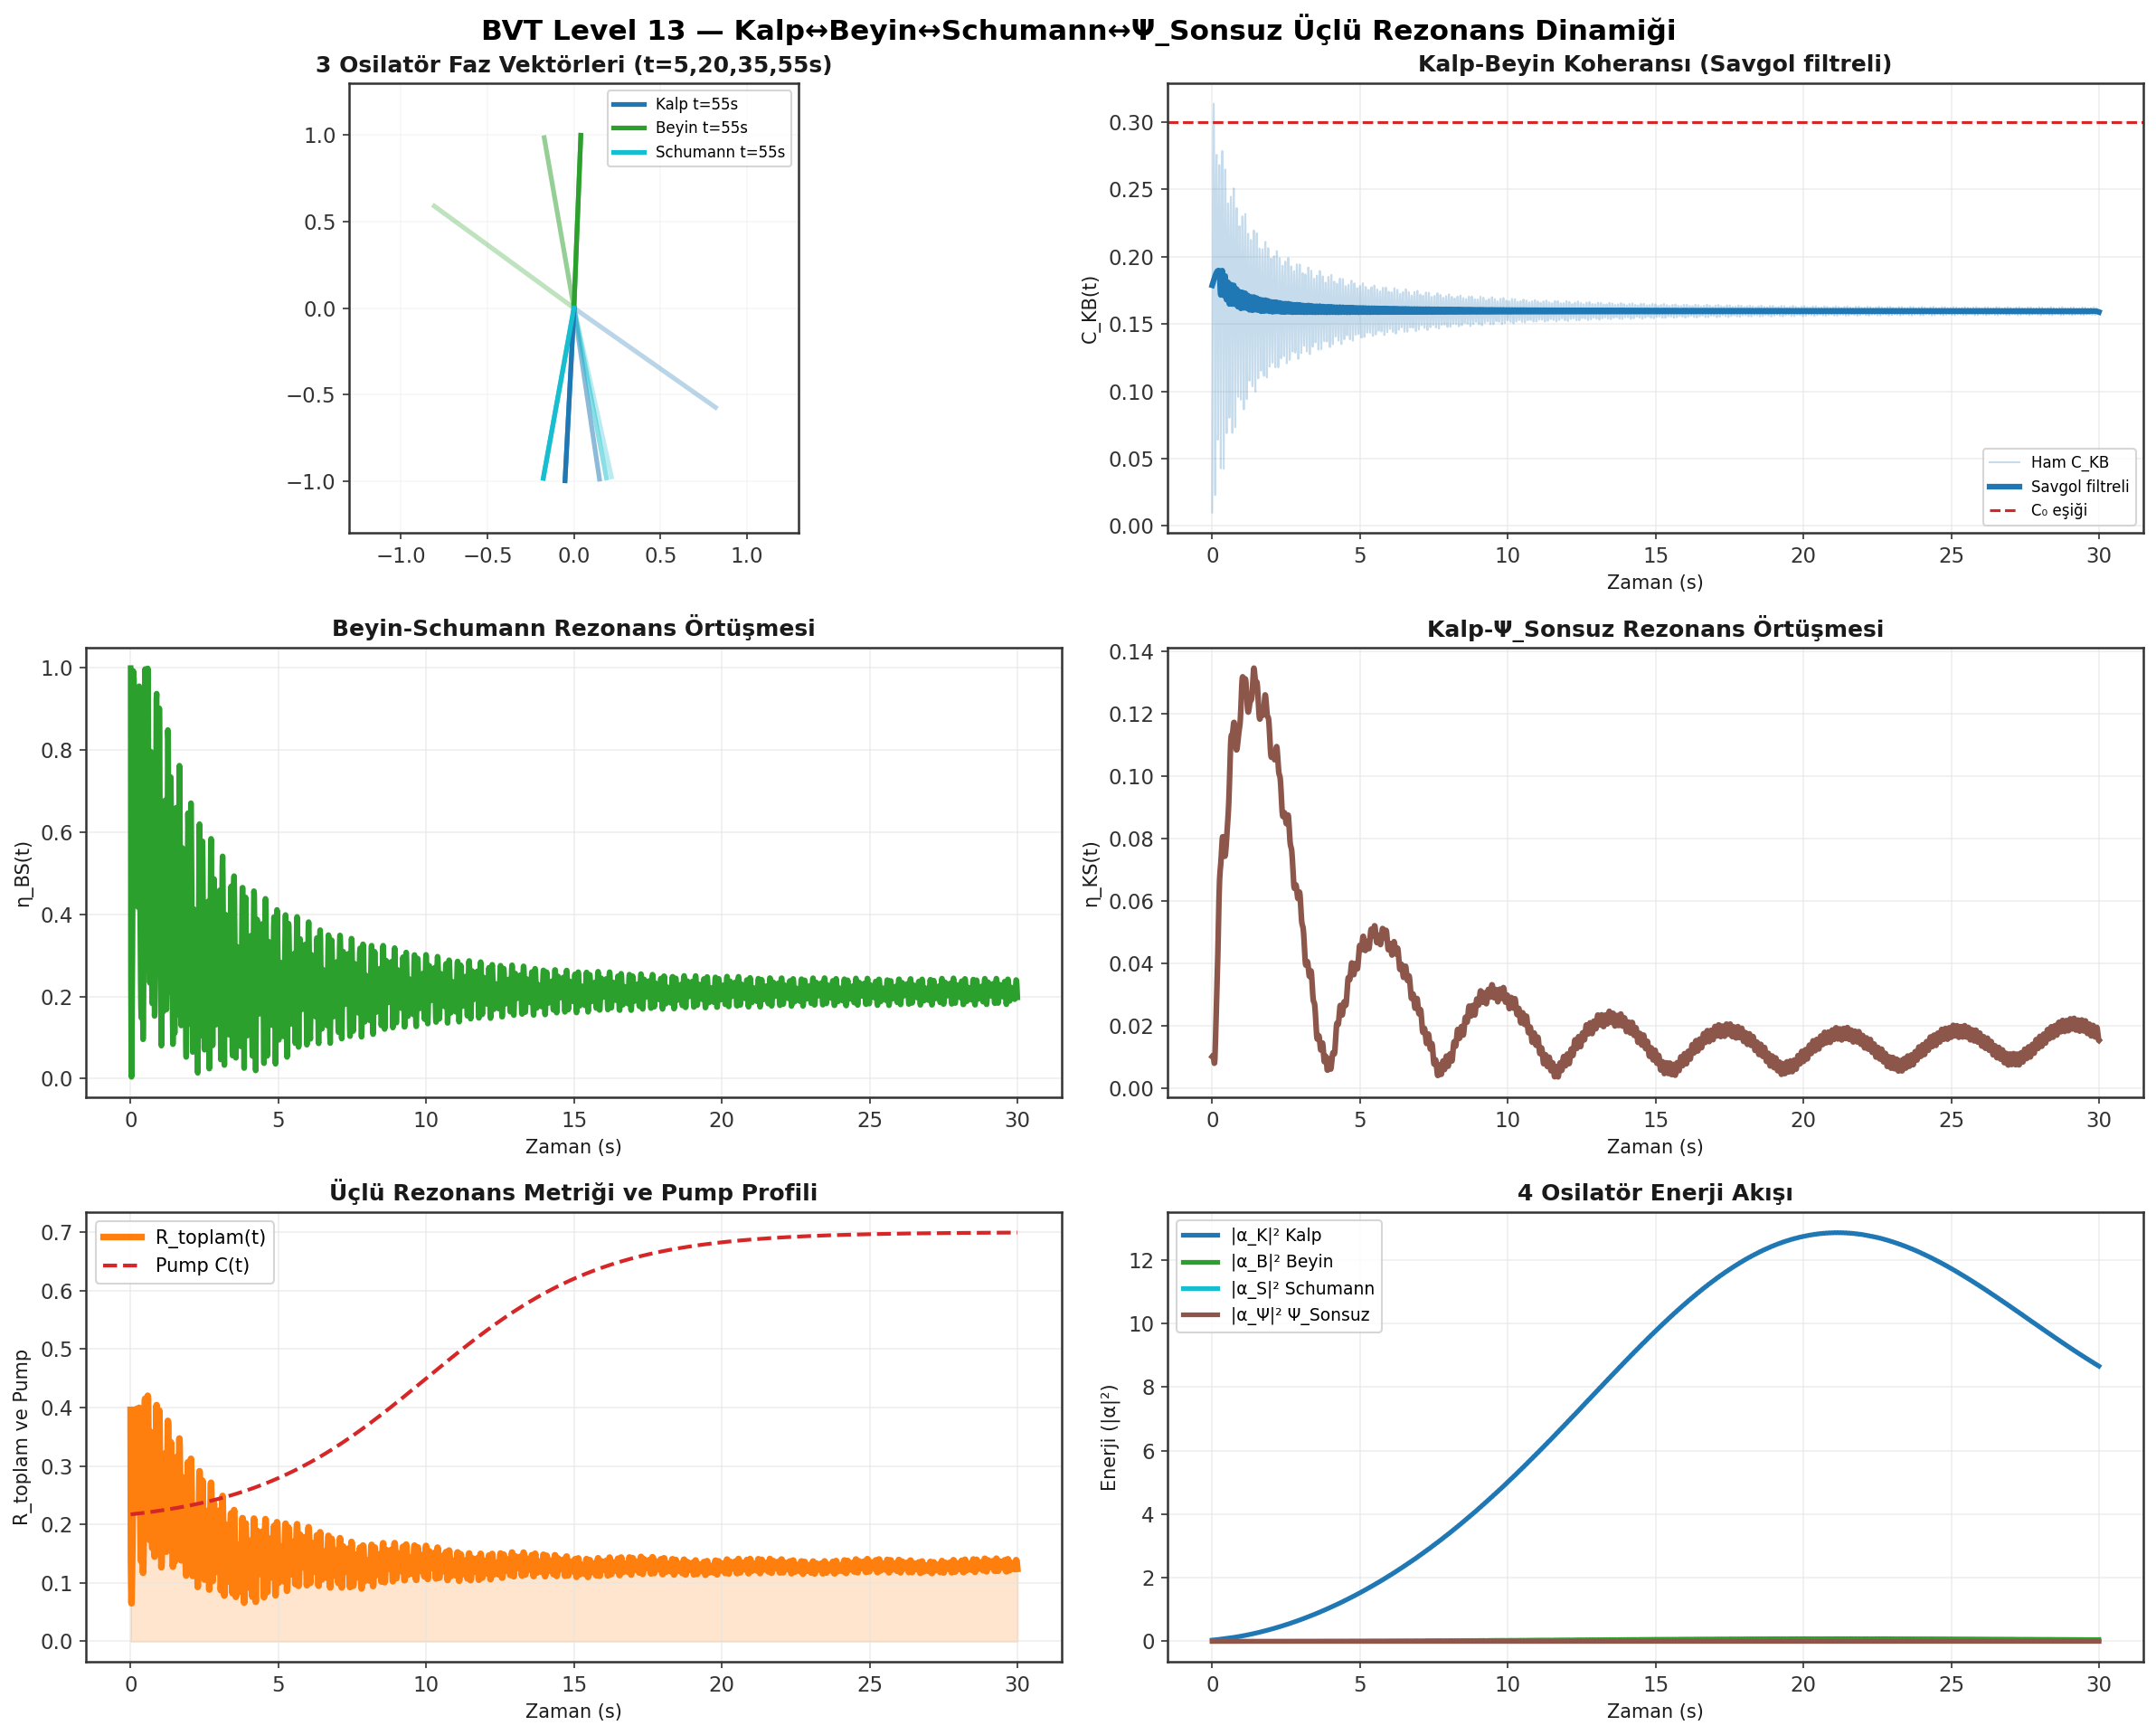 BVT Level 13 — Kalp↔Beyin↔Schumann↔Ψ_Sonsuz Üçlü Rezonans Dinamiği
3 Osilatör Faz Vektörleri (t=5,20,35,55s)
Kalp t=55s
Beyin t=55s
Schumann t=55s
1.0
0.5
0.0
−0.5
−1.0
−1.0 −0.5 0.0 0.5 1.0
Kalp-Beyin Koheransı (Savgol filtreli)
C_KB(t)
0.30
0.25
0.20
0.15
0.10
0.05
0.00
Ham C_KB
Savgol filtreli
C₀ eşiği
0 5 10 15 20 25 30
Zaman (s)
Beyin-Schumann Rezonans Örtüşmesi
η_BS(t)
1.0
0.8
0.6
0.4
0.2
0.0
0 5 10 15 20 25 30
Zaman (s)
Kalp-Ψ_Sonsuz Rezonans Örtüşmesi
η_KS(t)
0.14
0.12
0.10
0.08
0.06
0.04
0.02
0.00
0 5 10 15 20 25 30
Zaman (s)
Üçlü Rezonans Metriği ve Pump Profili
R_toplam ve Pump
R_toplam(t)
Pump C(t)
0.7
0.6
0.5
0.4
0.3
0.2
0.1
0.0
0 5 10 15 20 25 30
Zaman (s)
4 Osilatör Enerji Akışı
Enerji (|α|²)
|α_K|² Kalp
|α_B|² Beyin
|α_S|² Schumann
|α_Ψ|² Ψ_Sonsuz
12
10
8
6
4
2
0
0 5 10 15 20 25 30
Zaman (s)